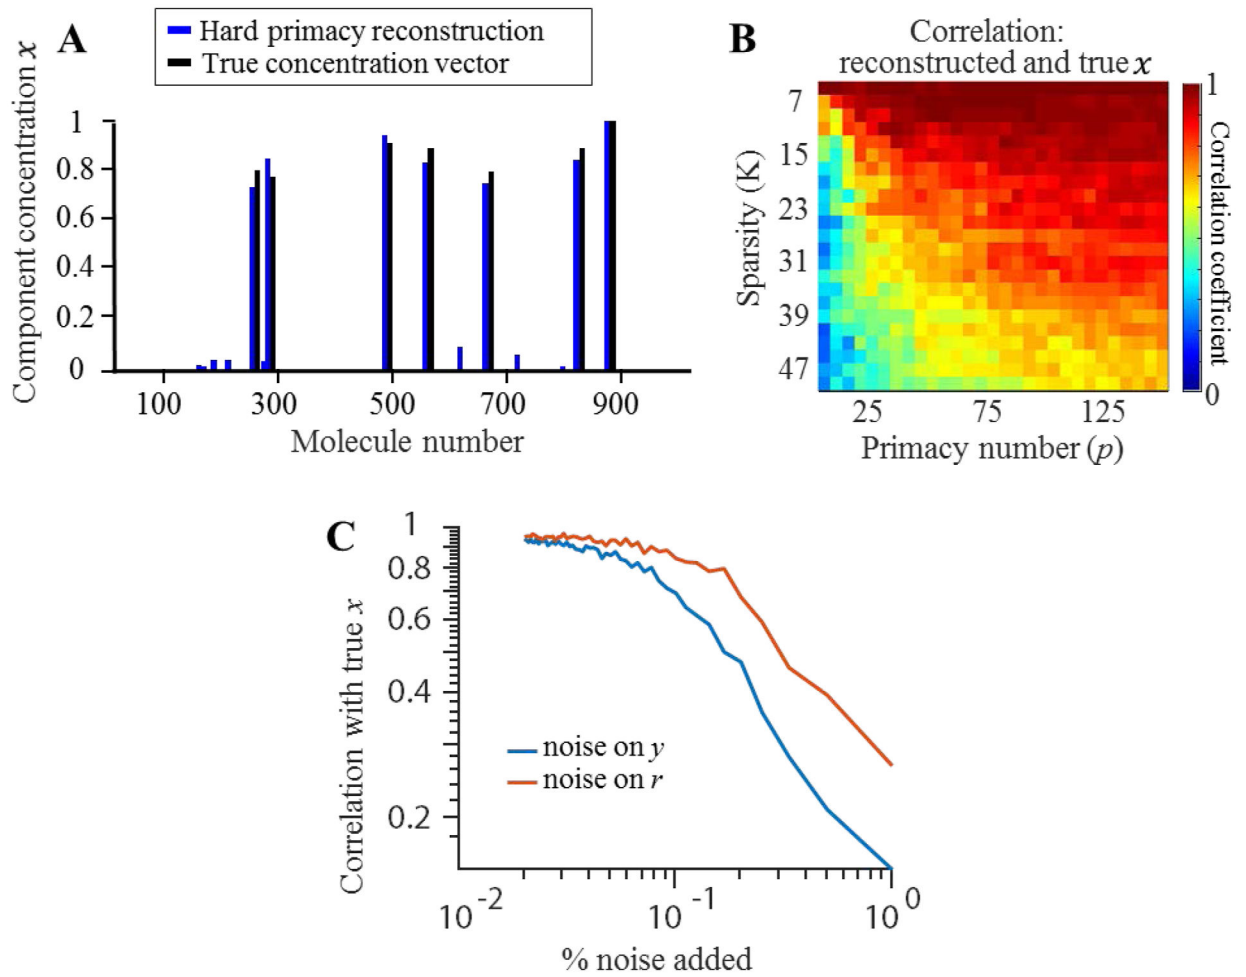 A
Hard primacy reconstruction
True concentration vector
Component concentration x
1
0.8
0.6
0.4
0.2
0
100 300 500 700 900
Molecule number
B
Correlation:
reconstructed and true x
Sparsity (K)
7
15
23
31
39
47
25 75 125
Primacy number (p)
1
0
Correlation coefficient
C
Correlation with true x
1
0.8
0.6
0.4
0.2
noise on y
noise on r
10-2 10-1 100
% noise added